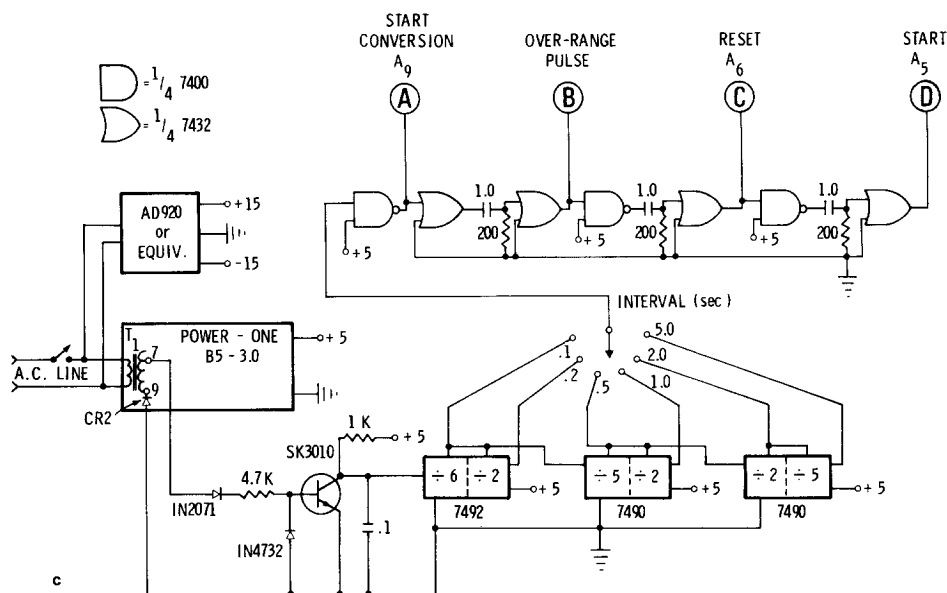 START
CONVERSION
A9
OVER-RANGE
PULSE
RESET
A6
START
A5
A
B
C
D
= 1/4 7400
= 1/4 7432
AD920
or
EQUIV.
+15
-15
+5
1.0
200
+5
1.0
200
+5
1.0
200
INTERVAL (sec)
.1
.2
.5
1.0
2.0
5.0
T1
7
9
POWER - ONE
B5 - 3.0
+5
A.C. LINE
CR2
1 K
+5
SK3010
4.7K
IN2071
IN4732
.1
÷6
÷2
+5
7492
÷5
÷2
+5
7490
÷2
÷5
+5
7490
c